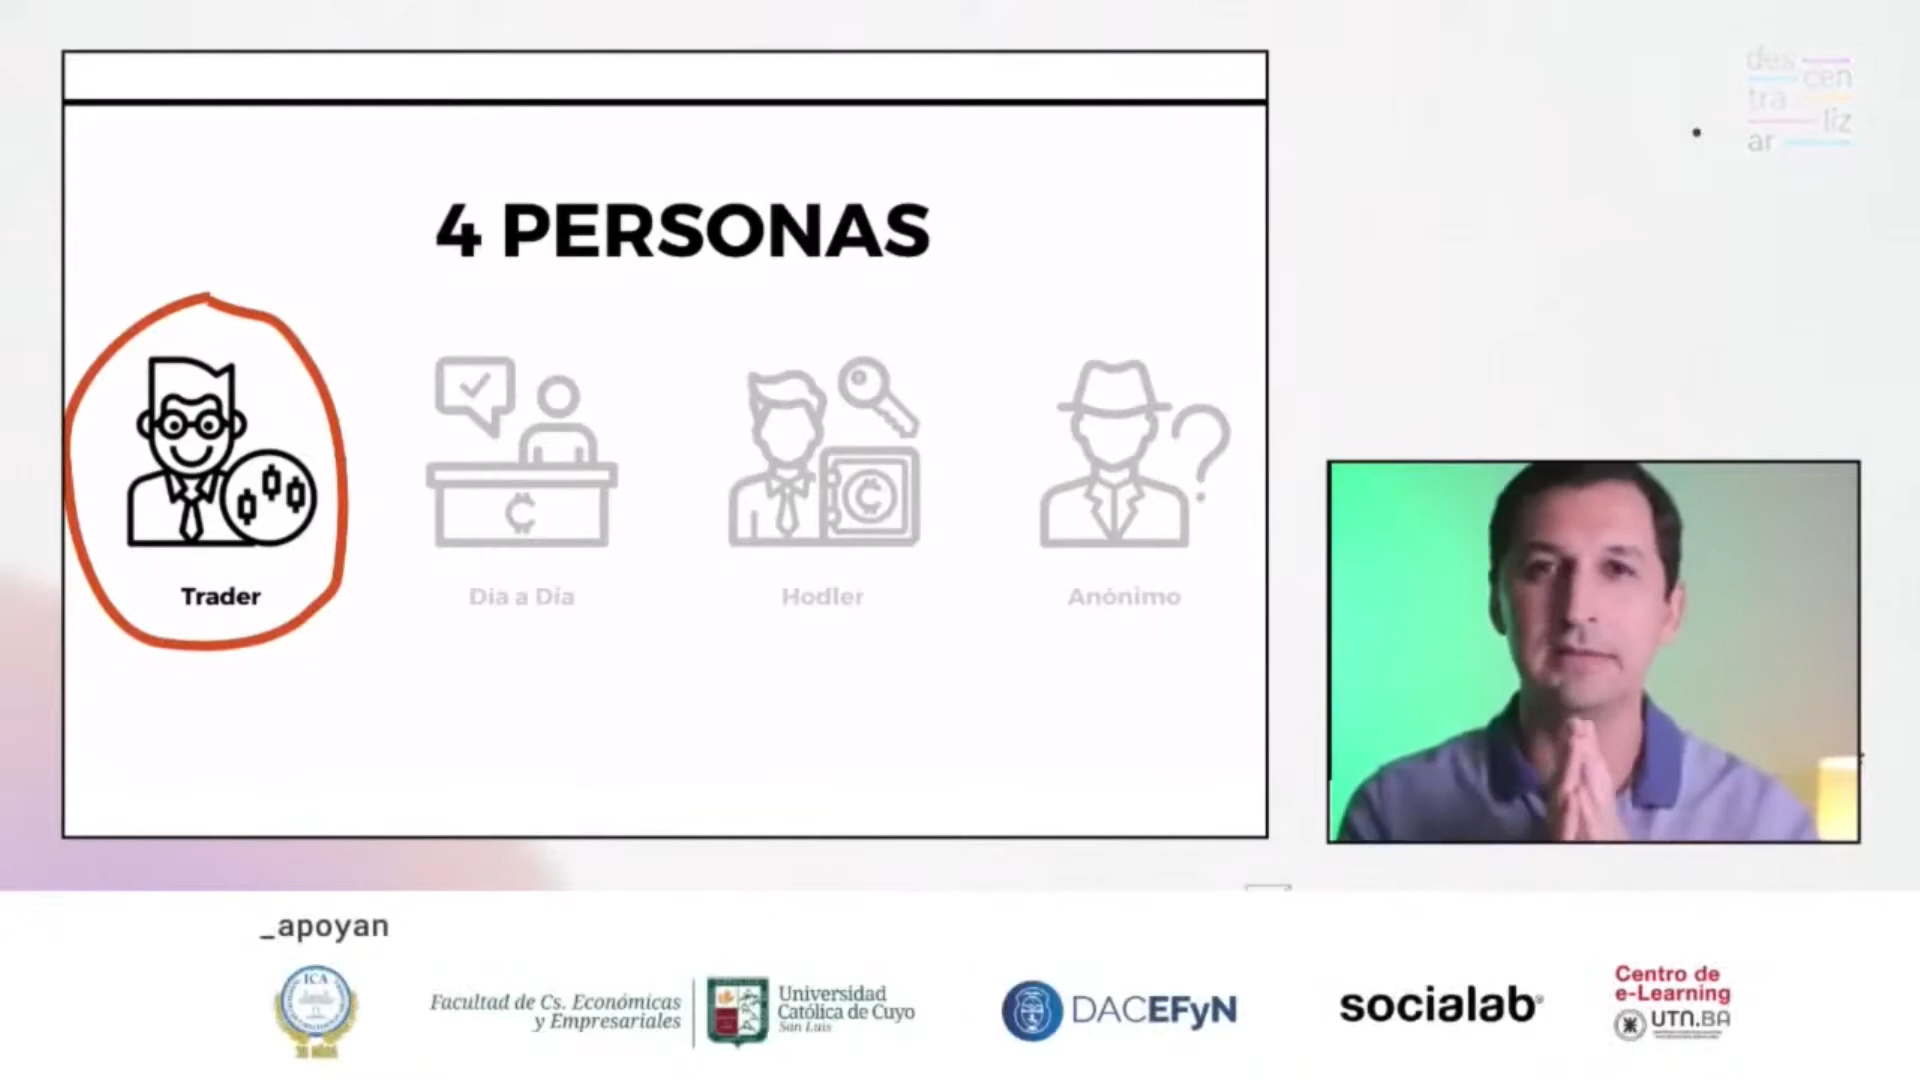 des
cen
tra
liz
ar
4 PERSONAS
Trader
Día a Día
Hodler
Anónimo
_apoyan
ICA
Facultad de Cs. Económicas
y Empresariales
Universidad
Católica de Cuyo
San Luis
DACEFyN
socialab
Centro de
e-Learning
UTN.BA